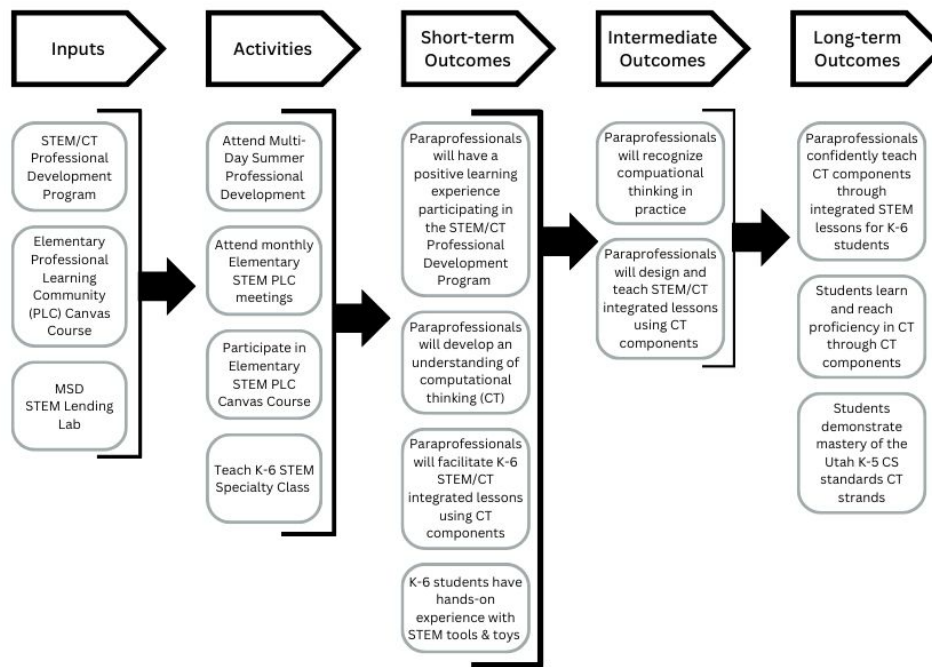 Inputs
Activities
Short-term
Outcomes
Intermediate
Outcomes
Long-term
Outcomes
STEM/CT
Professional
Development
Program
Elementary
Professional
Learning
Community
(PLC) Canvas
Course
MSD
STEM Lending
Lab
Attend Multi-
Day Summer
Professional
Development
Attend monthly
Elementary
STEM PLC
meetings
Participate in
Elementary
STEM PLC
Canvas Course
Teach K-6 STEM
Specialty Class
Paraprofessionals
will have a
positive learning
experience
participating in
the STEM/CT
Professional
Development
Program
Paraprofessionals
will develop an
understanding of
computational
thinking (CT)
Paraprofessionals
will facilitate K-6
STEM/CT
integrated lessons
using CT
components
K-6 students have
hands-on
experience with
STEM tools & toys
Paraprofessionals
will recognize
compuational
thinking in
practice
Paraprofessionals
will design and
teach STEM/CT
integrated lessons
using CT
components
Paraprofessionals
confidently teach
CT components
through
integrated STEM
lessons for K-6
students
Students learn
and reach
proficiency in CT
through CT
components
Students
demonstrate
mastery of the
Utah K-5 CS
standards CT
strands